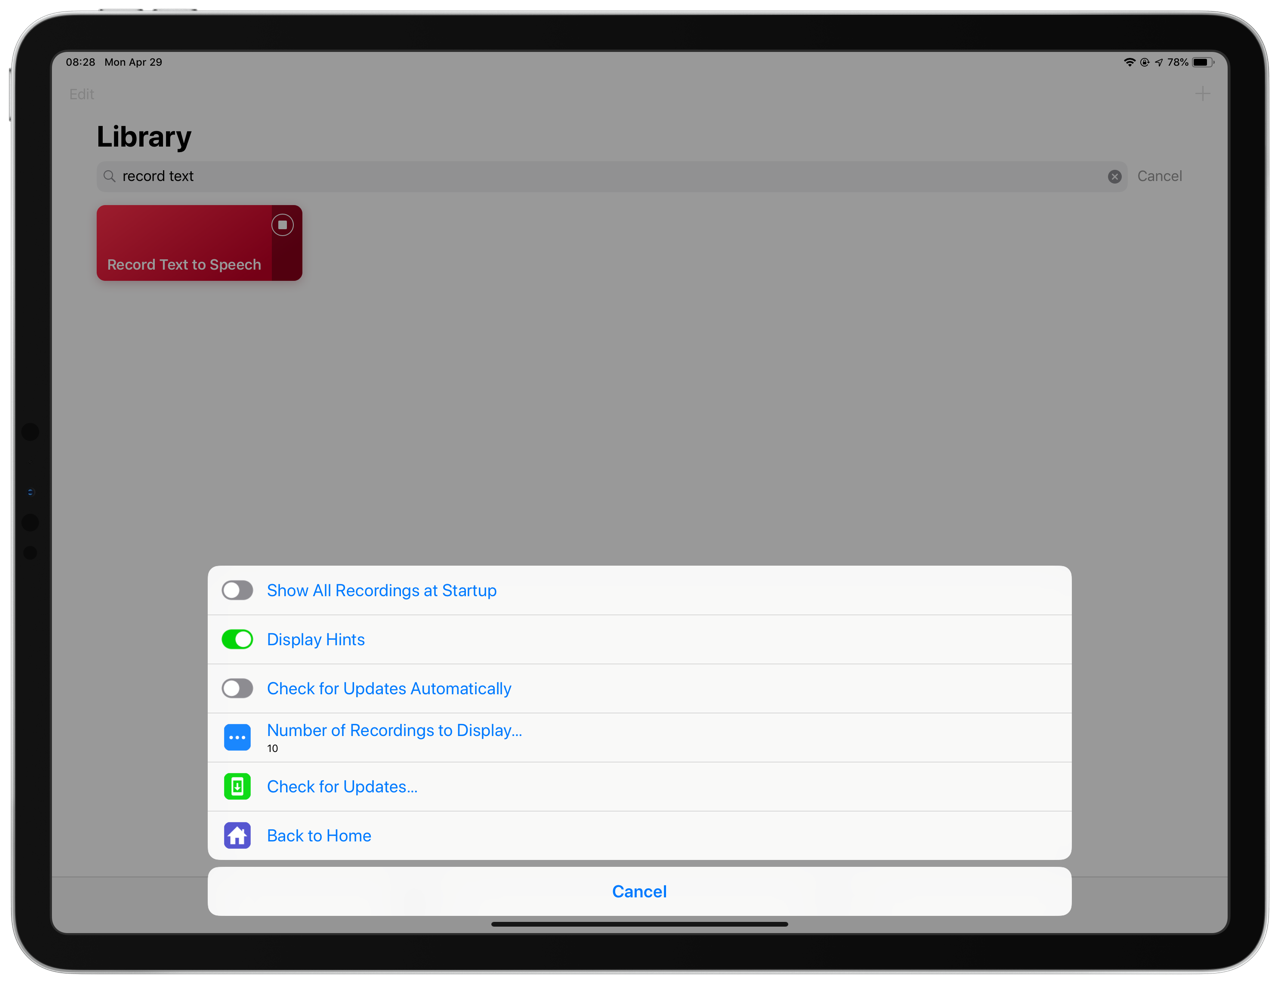 08:28 Mon Apr 29
78%
Edit
Library
record text
Cancel
Record Text to Speech
Show All Recordings at Startup
Display Hints
Check for Updates Automatically
Number of Recordings to Display...
10
Check for Updates...
Back to Home
Cancel